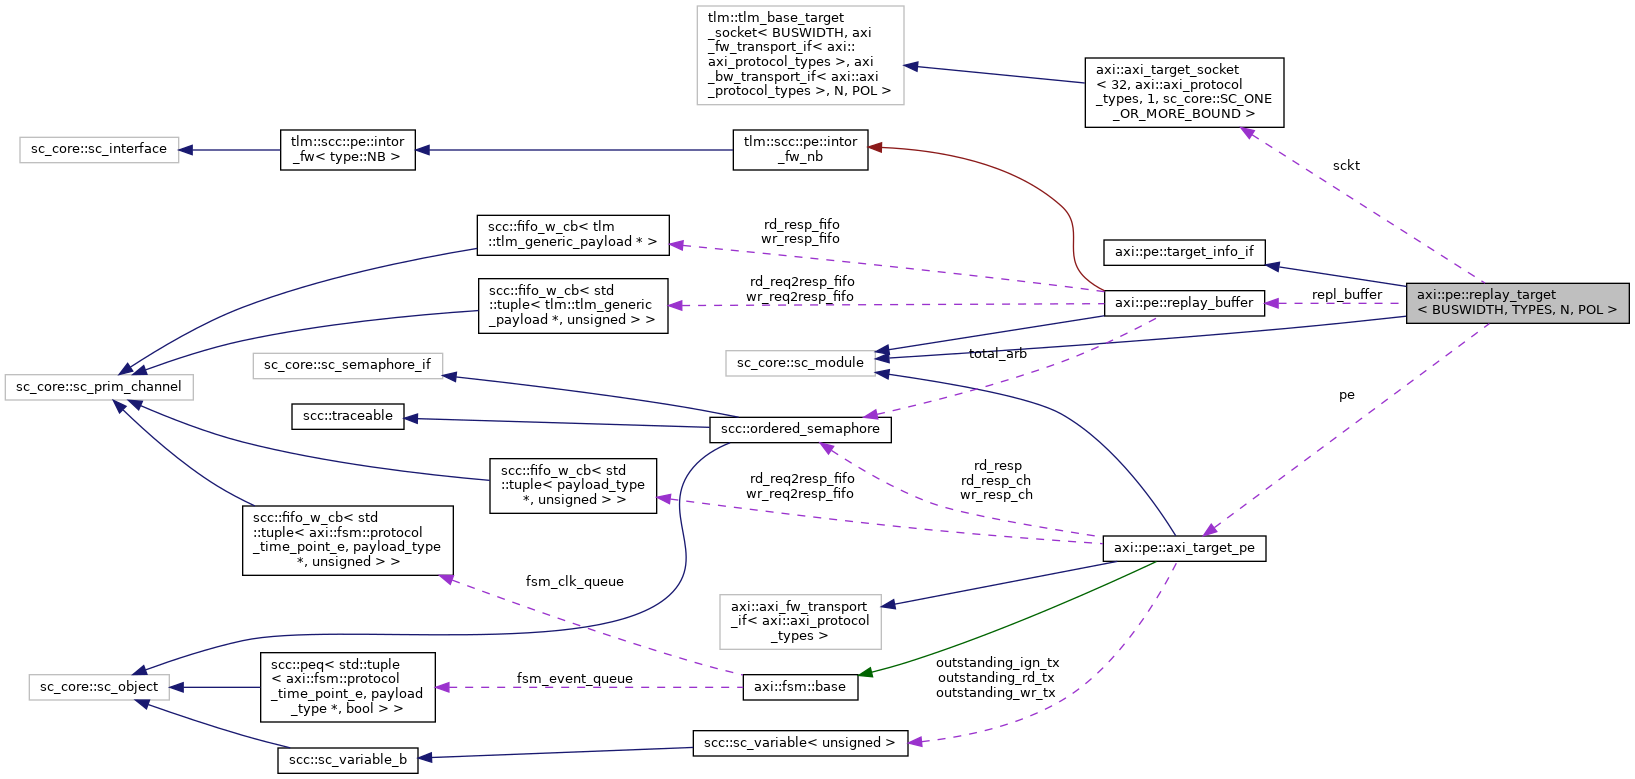 tlm::tlm_base_target
_socket< BUSWIDTH, axi
_fw_transport_if< axi::
axi_protocol_types >, axi
_bw_transport_if< axi::axi
_protocol_types >, N, POL >
axi::axi_target_socket
< 32, axi::axi_protocol
_types, 1, sc_core::SC_ONE
_OR_MORE_BOUND >
sc_core::sc_interface
tlm::scc::pe::intor
_fw< type::NB >
tlm::scc::pe::intor
_fw_nb
sckt
scc::fifo_w_cb< tlm
::tlm_generic_payload * >
rd_resp_fifo
wr_resp_fifo
axi::pe::target_info_if
scc::fifo_w_cb< std
::tuple< tlm::tlm_generic
_payload *, unsigned > >
rd_req2resp_fifo
wr_req2resp_fifo
axi::pe::replay_buffer
repl_buffer
axi::pe::replay_target
< BUSWIDTH, TYPES, N, POL >
sc_core::sc_semaphore_if
total_arb
sc_core::sc_module
sc_core::sc_prim_channel
scc::traceable
scc::ordered_semaphore
pe
scc::fifo_w_cb< std
::tuple< payload_type
*, unsigned > >
rd_req2resp_fifo
wr_req2resp_fifo
rd_resp
rd_resp_ch
wr_resp_ch
scc::fifo_w_cb< std
::tuple< axi::fsm::protocol
_time_point_e, payload_type
*, unsigned > >
axi::pe::axi_target_pe
fsm_clk_queue
axi::axi_fw_transport
_if< axi::axi_protocol
_types >
sc_core::sc_object
scc::peq< std::tuple
< axi::fsm::protocol
_time_point_e, payload
_type *, bool > >
fsm_event_queue
axi::fsm::base
outstanding_ign_tx
outstanding_rd_tx
outstanding_wr_tx
scc::sc_variable_b
scc::sc_variable< unsigned >